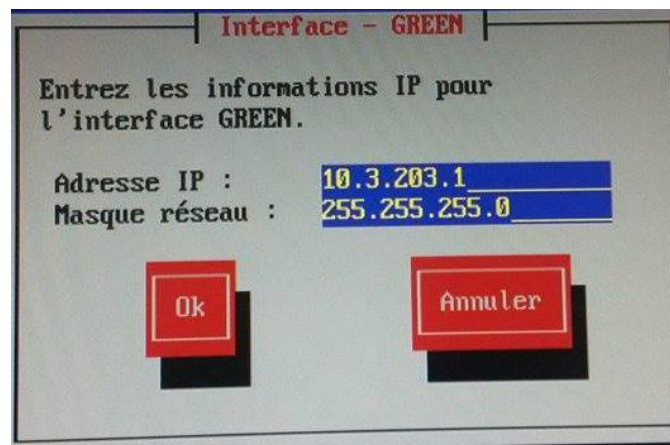 Interface - GREEN
Entrez les informations IP pour
l'interface GREEN.
Adresse IP : 10.3.203.1
Masque réseau : 255.255.255.0
Ok Annuler